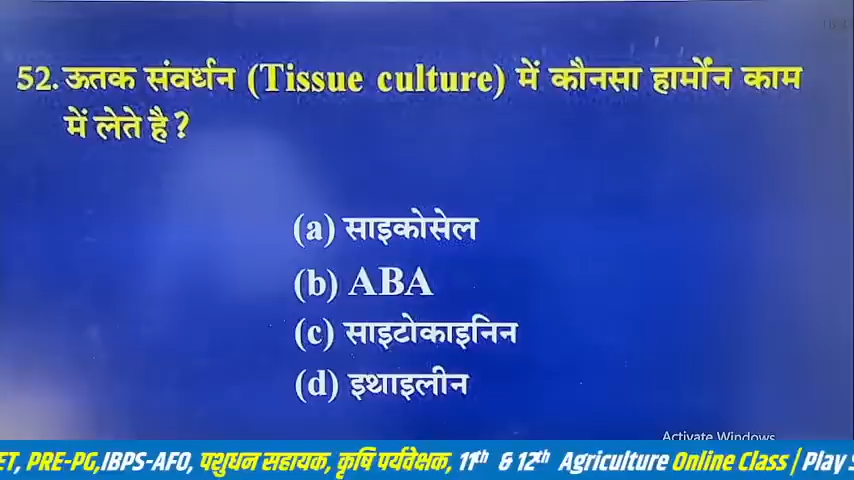 52. ऊतक संवर्धन (Tissue culture) में कौनसा हार्मोंन काम
में लेते है ?
(a) साइकोसेल
(b) ABA
(c) साइटोकाइनिन
(d) इथाइलीन
Activate Windows
ET, PRE-PG,IBPS-AFO, पशुधन सहायक, कृषि पर्यवेक्षक, 11th & 12th Agriculture Online Class | Play S